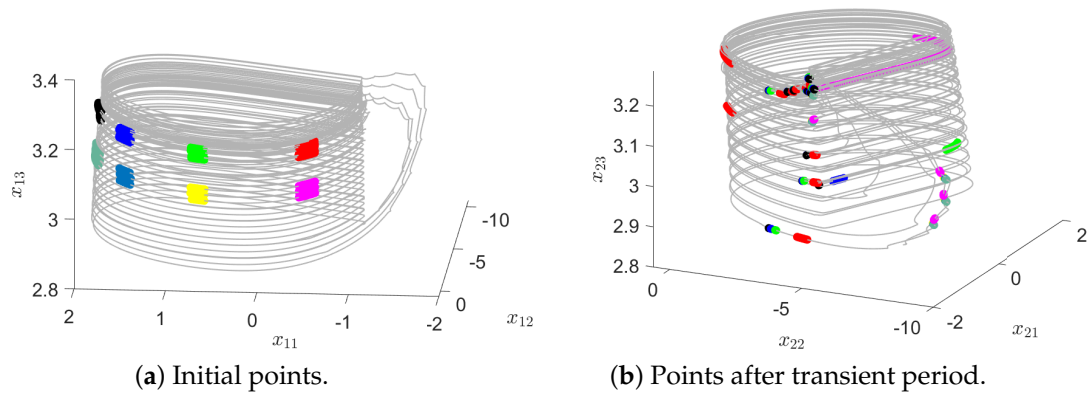 3.4
3.2
3
2.8
x13
2
1
0
-1
-2
x11
-10
-5
0
x12
(a) Initial points.
3.2
3.1
3
2.9
2.8
x23
0
-5
-10
x22
2
0
-2
x21
(b) Points after transient period.